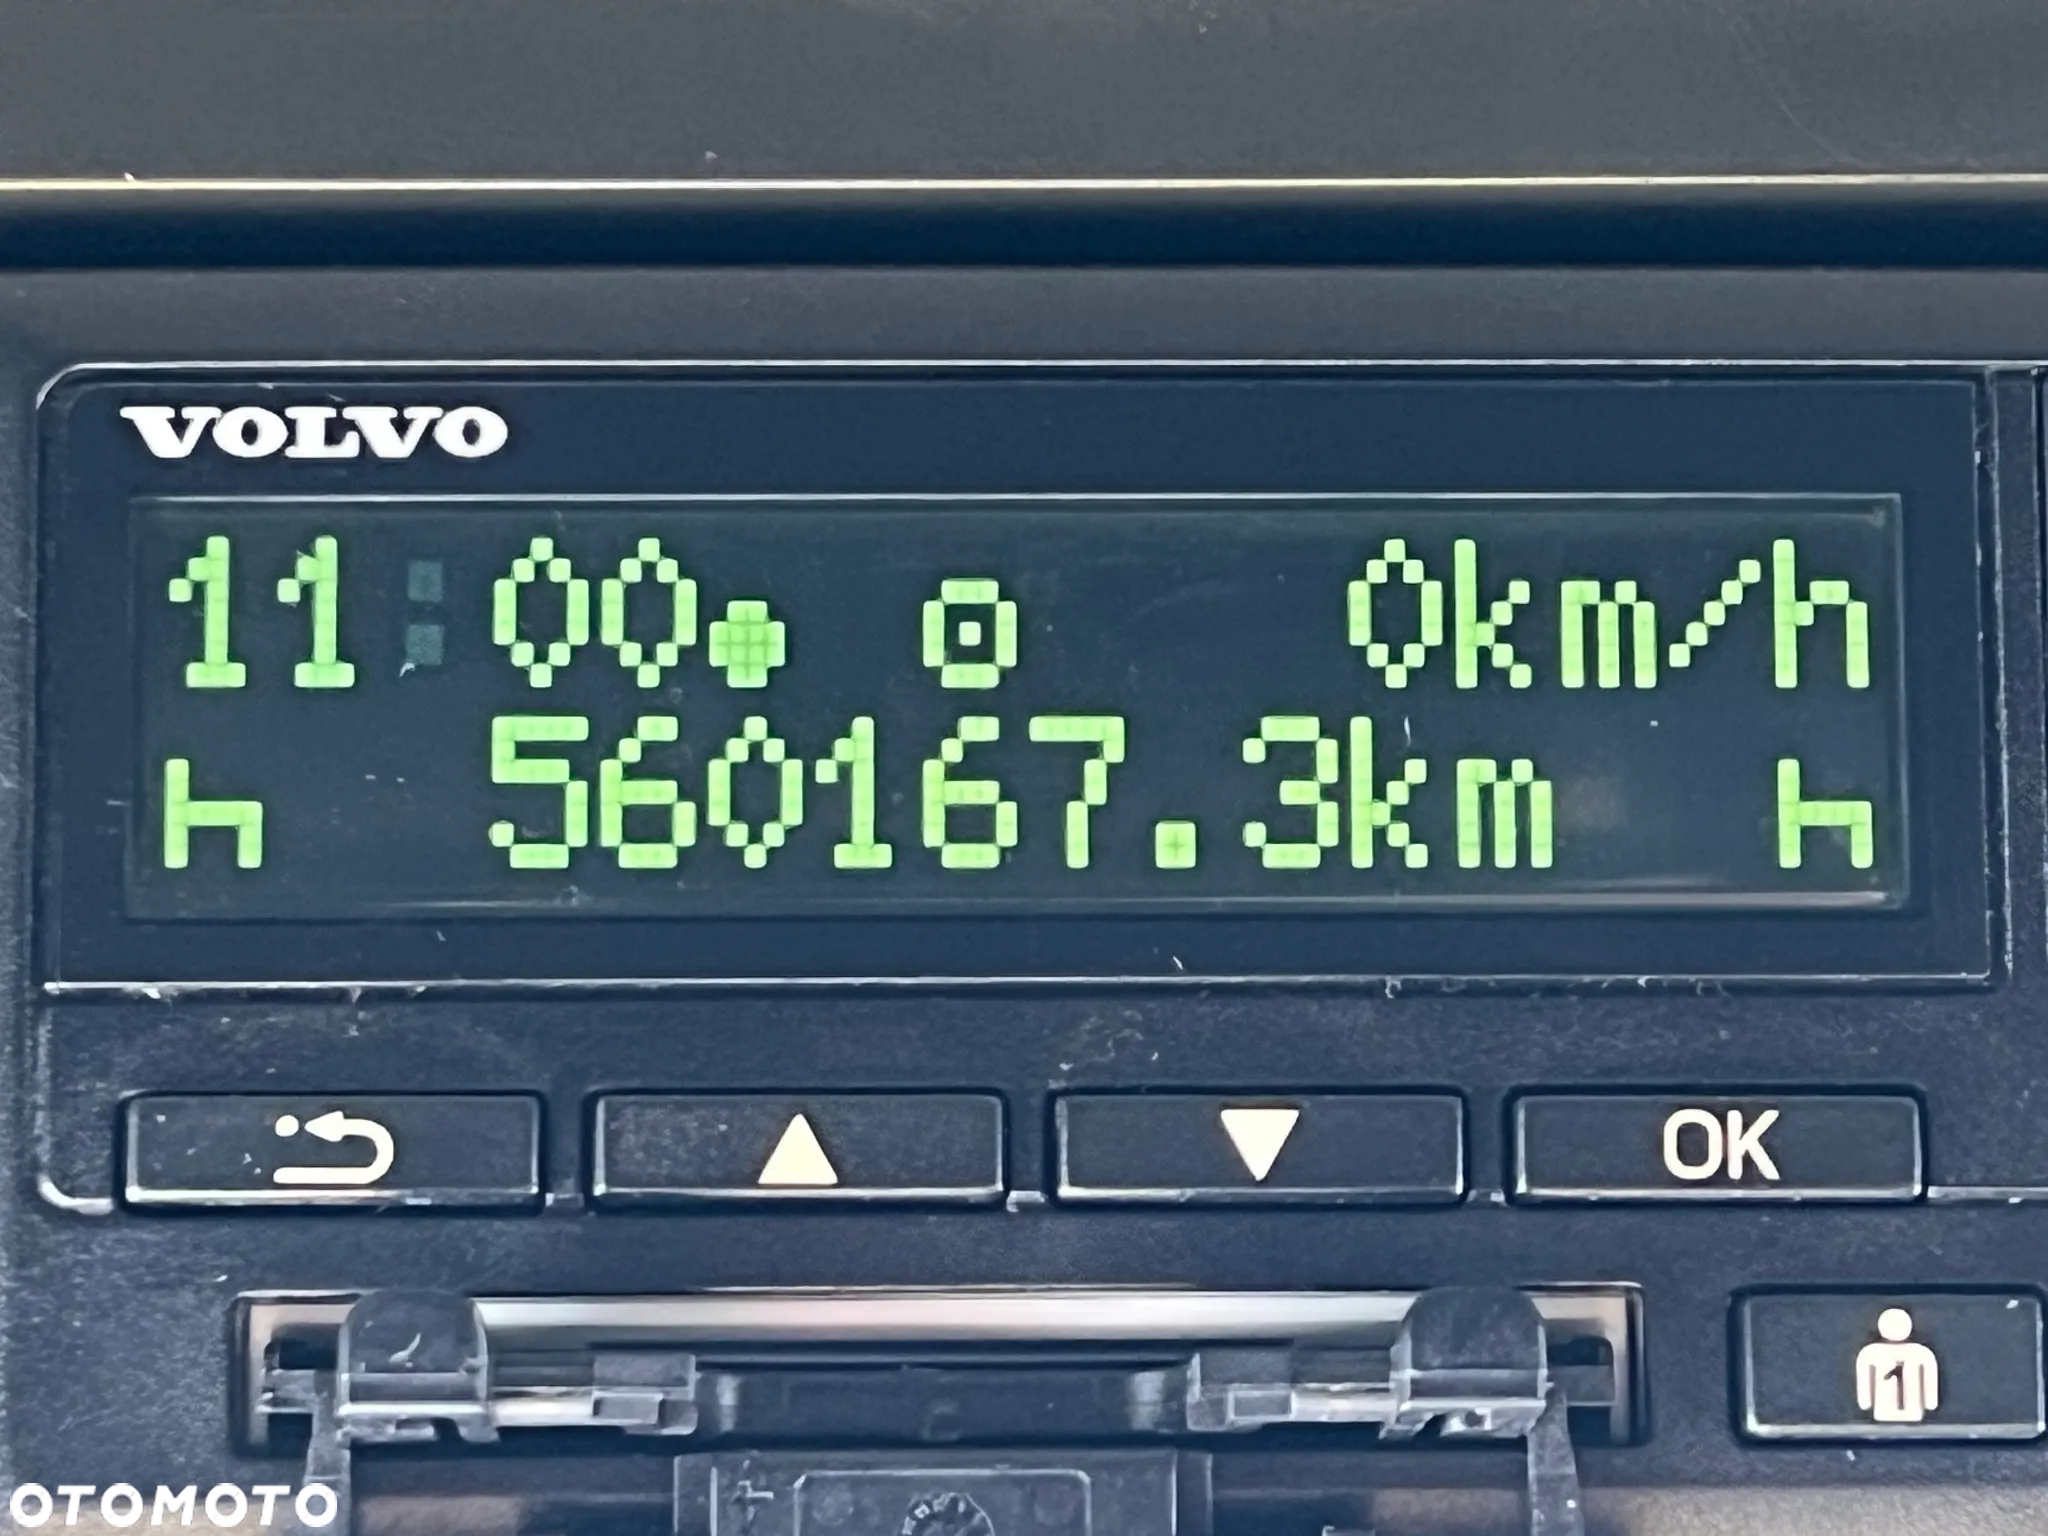 VOLVO
11:00● ⊙ 0km/h
560167.3km
OK
1
OTOMOTO